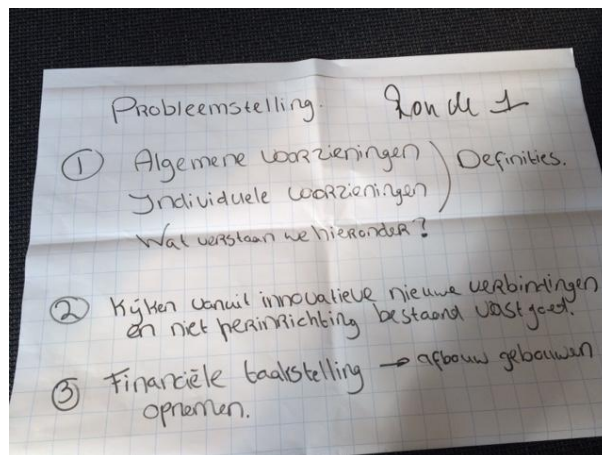 Probleemstelling. Ronde 1
① Algemene voorzieningen ) Definities.
Individuele voorzieningen
Wat verstaan we hieronder?
② Kijken vanuit innovatieve nieuwe verbindingen
en niet herinrichting bestaand vastgoed.
③ Financiële taakstelling → afbouw gebouwen
opnemen.